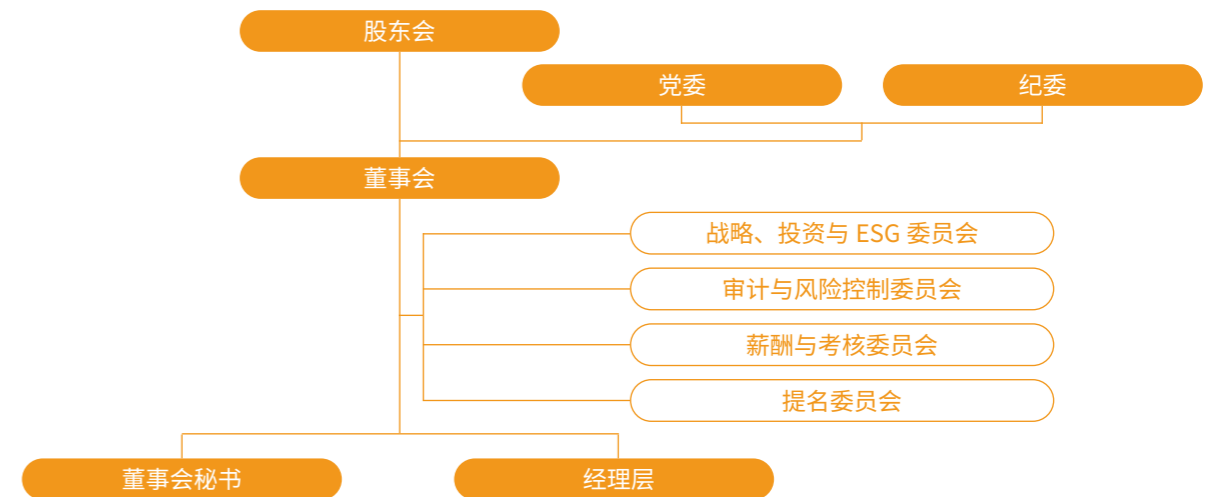 股东会
党委
纪委
董事会
战略、投资与 ESG 委员会
审计与风险控制委员会
薪酬与考核委员会
提名委员会
董事会秘书
经理层